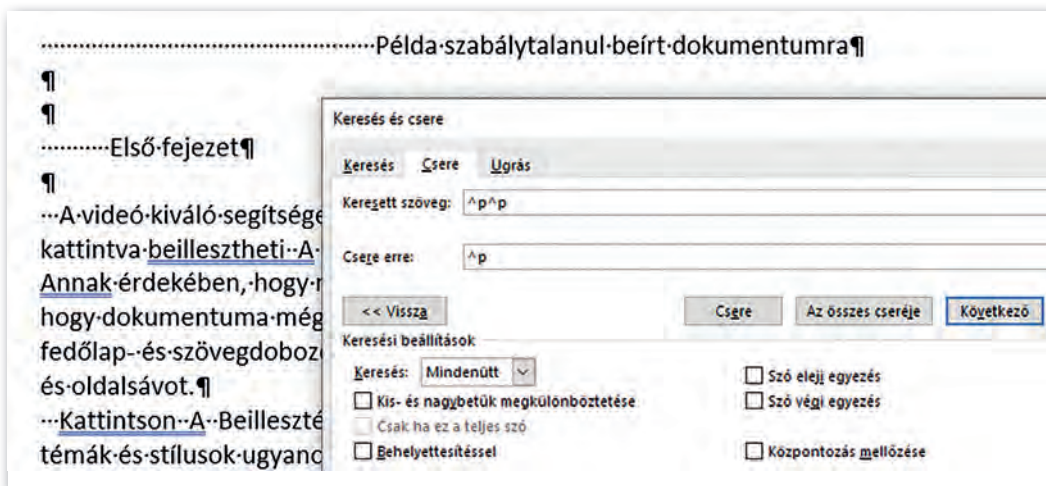 Példa·szabálytalanul·beírt·dokumentumra¶
¶
¶
Első·fejezet¶
¶
···A·videó·kiváló·segítsége
kattintva·beillesztheti··A·
Annak·érdekében,·hogy·
hogy·dokumentuma·még
fedőlap-·és·szövegdoboz
és·oldalsávot.¶
···Kattintson··A··Beilleszté
témák·és·stílusok·ugyan
Keresés és csere
Keresés Csere Ugrás
Keresett szöveg: ^p^p
Csere erre: ^p
<< Vissza Csere Az összes cseréje Következő
Keresési beállítások
Keresés: Mindenütt
Kis- és nagybetűk megkülönböztetése
Csak ha ez a teljes szó
Behelyettesítéssel
Szó eleji egyezés
Szó végi egyezés
Központozás mellőzése